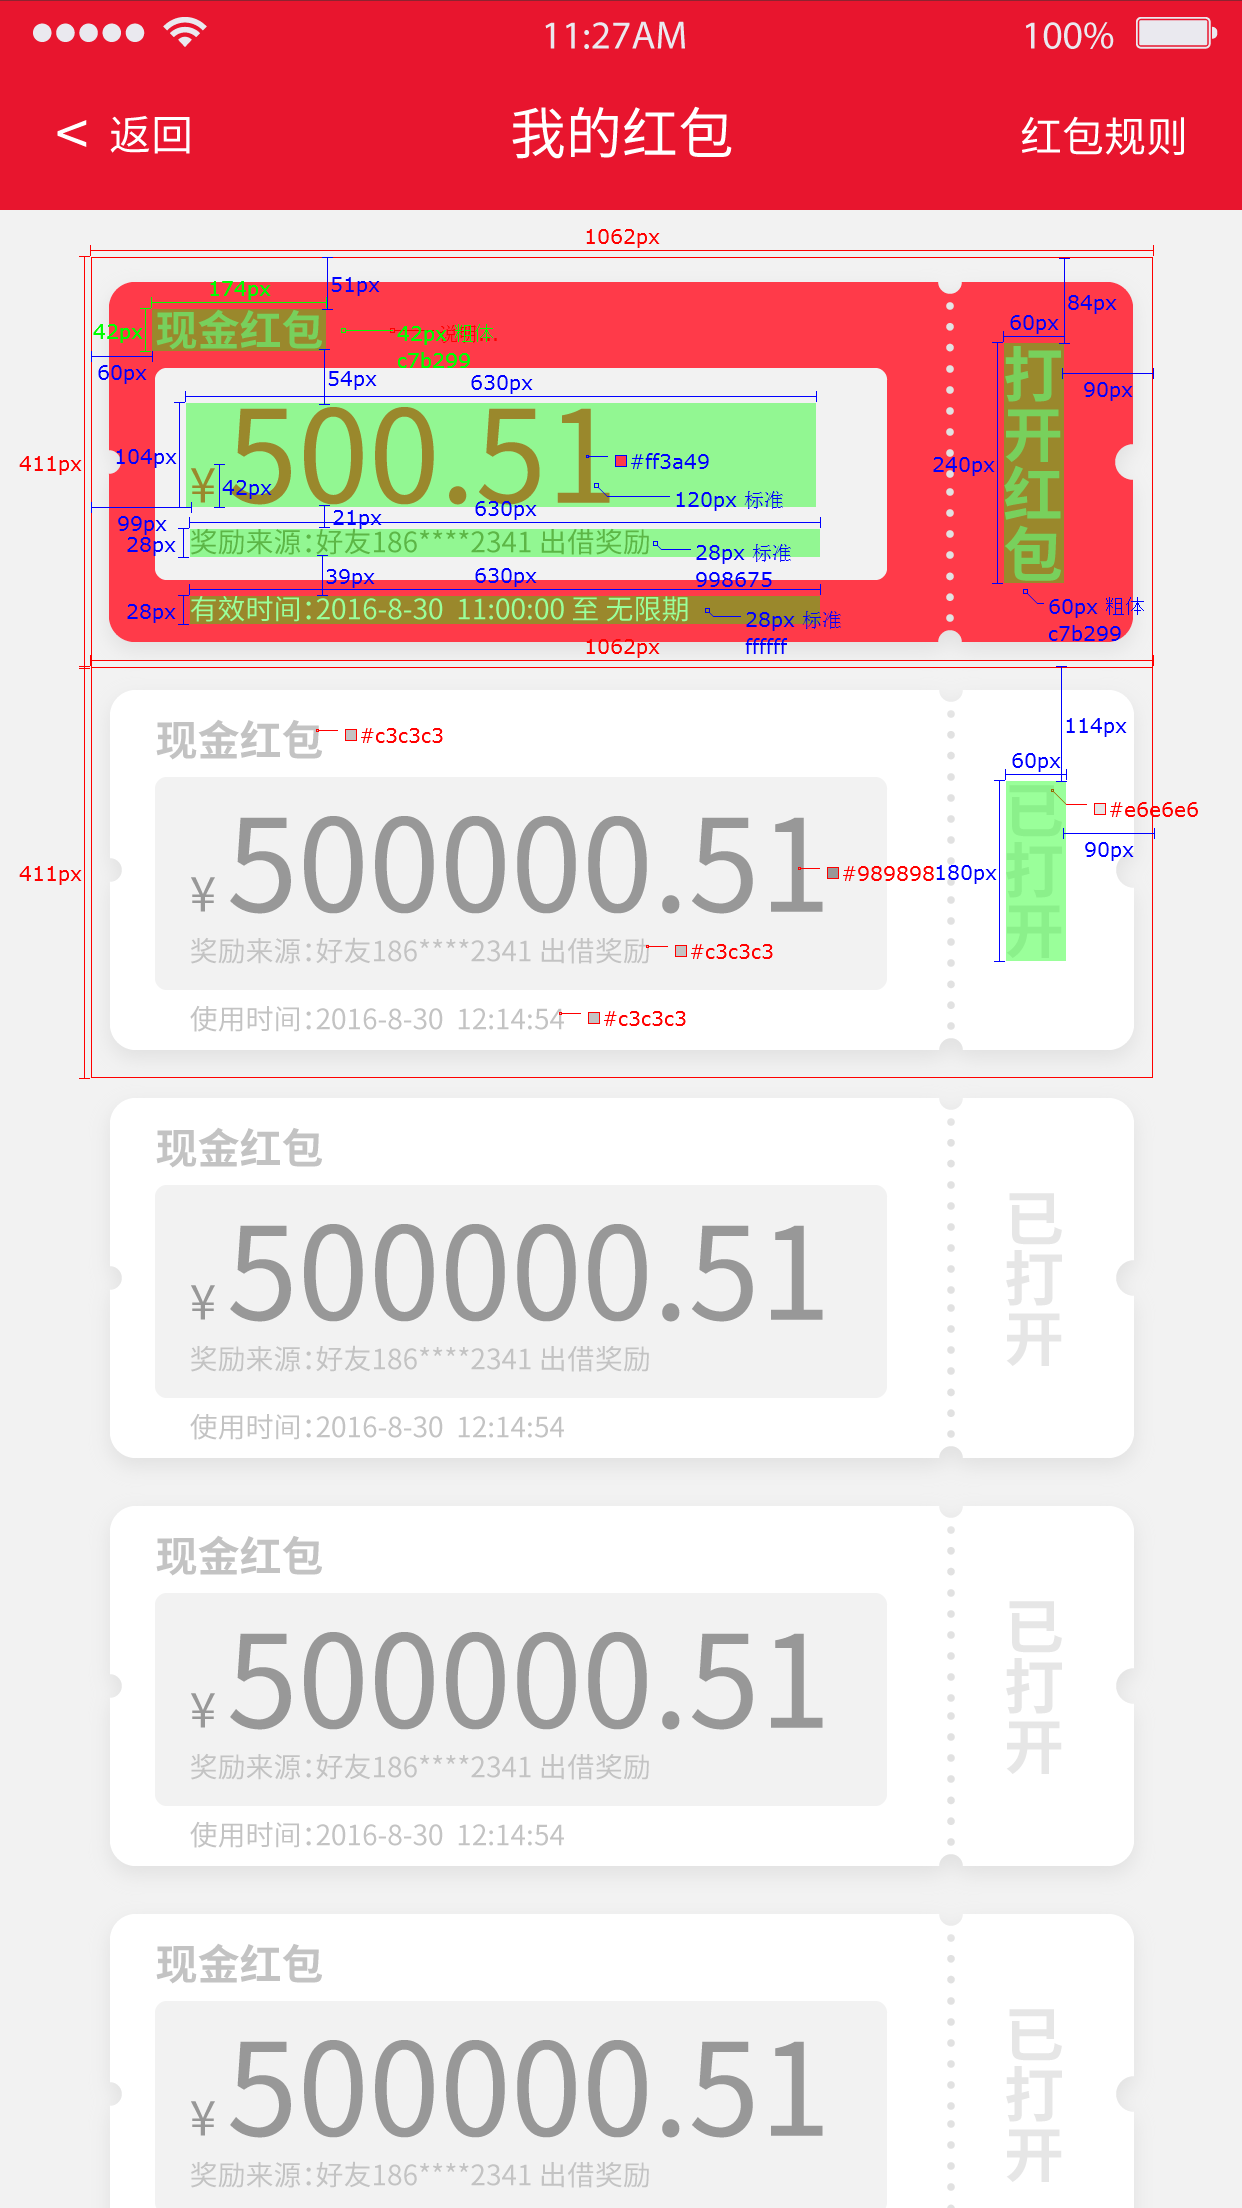 11:27AM 100%
< 返回 我的红包 红包规则
1062px
174px 51px
84px
60px
现金红包
42px
42px 粗体
c7b299
60px
54px
630px
90px
打开红包
240px
411px
104px
¥ 500.51
#ff3a49
42px
120px 标准
99px
21px
630px
28px
奖励来源：好友186****2341 出借奖励
28px 标准
998675
39px
630px
28px
有效时间：2016-8-30 11:00:00 至 无限期
28px 标准
ffffff
60px 粗体
c7b299
1062px
现金红包
#c3c3c3
114px
60px
#e6e6e6
90px
已打开
180px
411px
¥ 500000.51
#989898
奖励来源：好友186****2341 出借奖励
#c3c3c3
使用时间：2016-8-30 12:14:54
#c3c3c3
现金红包
¥ 500000.51
已打开
奖励来源：好友186****2341 出借奖励
使用时间：2016-8-30 12:14:54
现金红包
¥ 500000.51
已打开
奖励来源：好友186****2341 出借奖励
使用时间：2016-8-30 12:14:54
现金红包
¥ 500000.51
已打开
奖励来源：好友186****2341 出借奖励